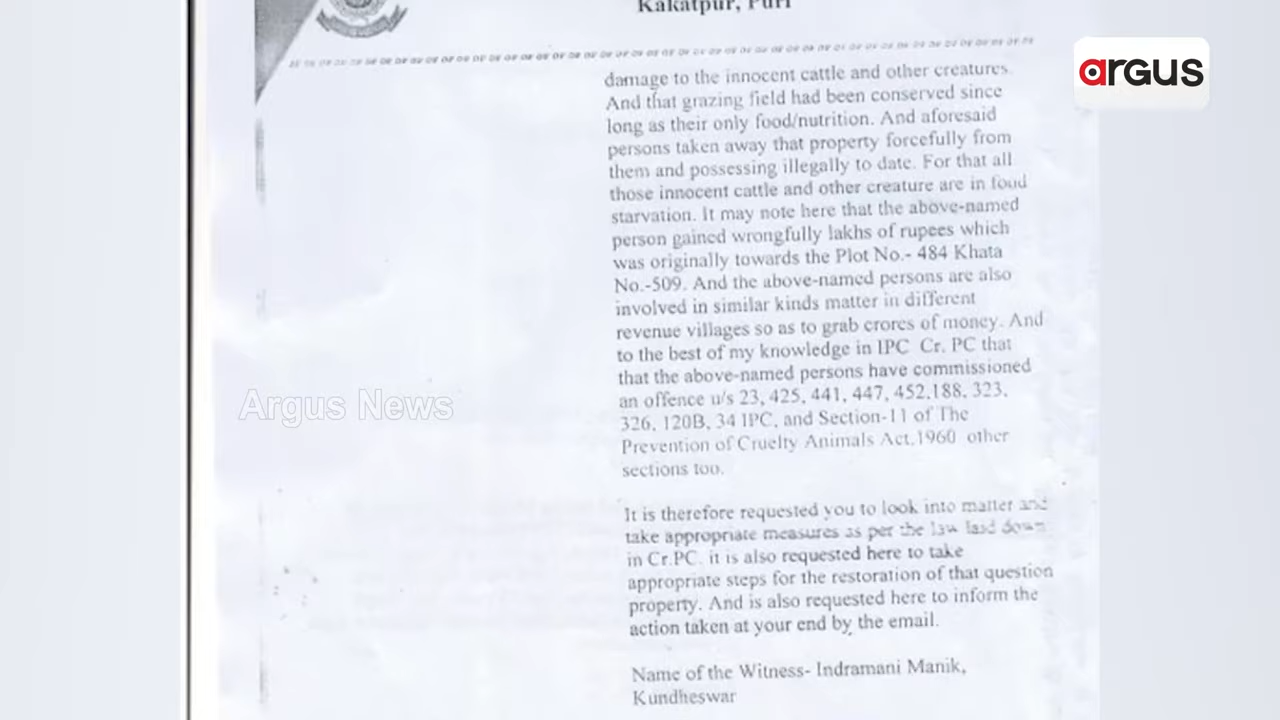 Kakatpur, Puri
argus
damage to the innocent cattle and other creatures.
And that grazing field had been conserved since
long as their only food/nutrition. And aforesaid
persons taken away that property forcefully from
them and possessing illegally to date. For that all
those innocent cattle and other creature are in food
starvation. It may note here that the above-named
person gained wrongfully lakhs of rupees which
was originally towards the Plot No.- 484 Khata
No.-509. And the above-named persons are also
involved in similar kinds matter in different
revenue villages so as to grab crores of money. And
to the best of my knowledge in IPC Cr. PC that
that the above-named persons have commissioned
an offence u/s 23, 425, 441, 447, 452,188, 323,
326, 120B, 34 IPC, and Section-11 of The
Prevention of Cruelty Animals Act,1960 other
sections too.
Argus News
It is therefore requested you to look into matter and
take appropriate measures as per the law laid down
in Cr.PC. it is also requested here to take
appropriate steps for the restoration of that question
property. And is also requested here to inform the
action taken at your end by the email.
Name of the Witness- Indramani Manik,
Kundheswar